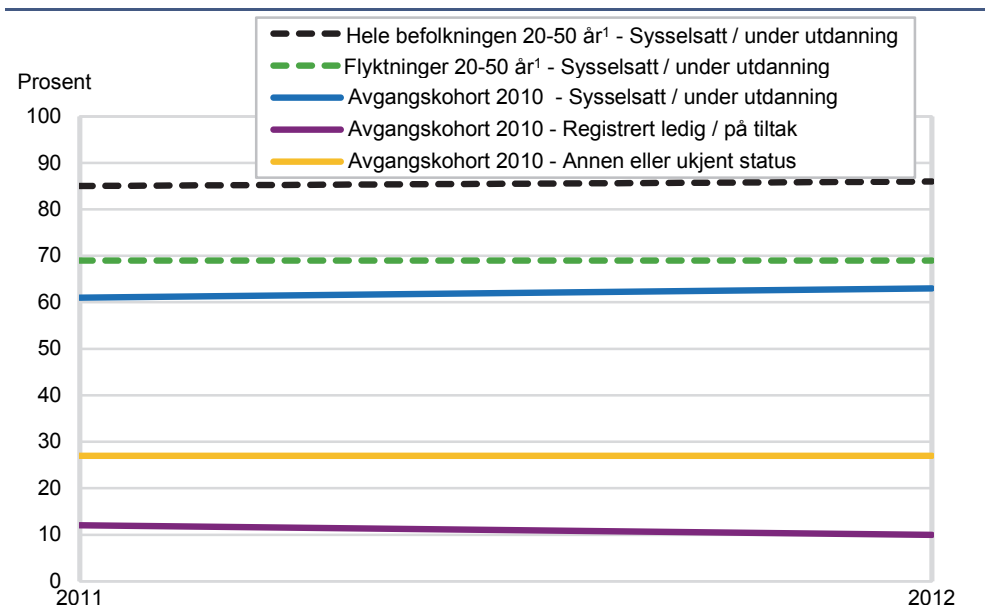 Hele befolkningen 20-50 år¹ - Sysselsatt / under utdanning
Flyktninger 20-50 år¹ - Sysselsatt / under utdanning
Avgangskohort 2010 - Sysselsatt / under utdanning
Avgangskohort 2010 - Registrert ledig / på tiltak
Avgangskohort 2010 - Annen eller ukjent status
Prosent
100
90
80
70
60
50
40
30
20
10
0
2011 2012